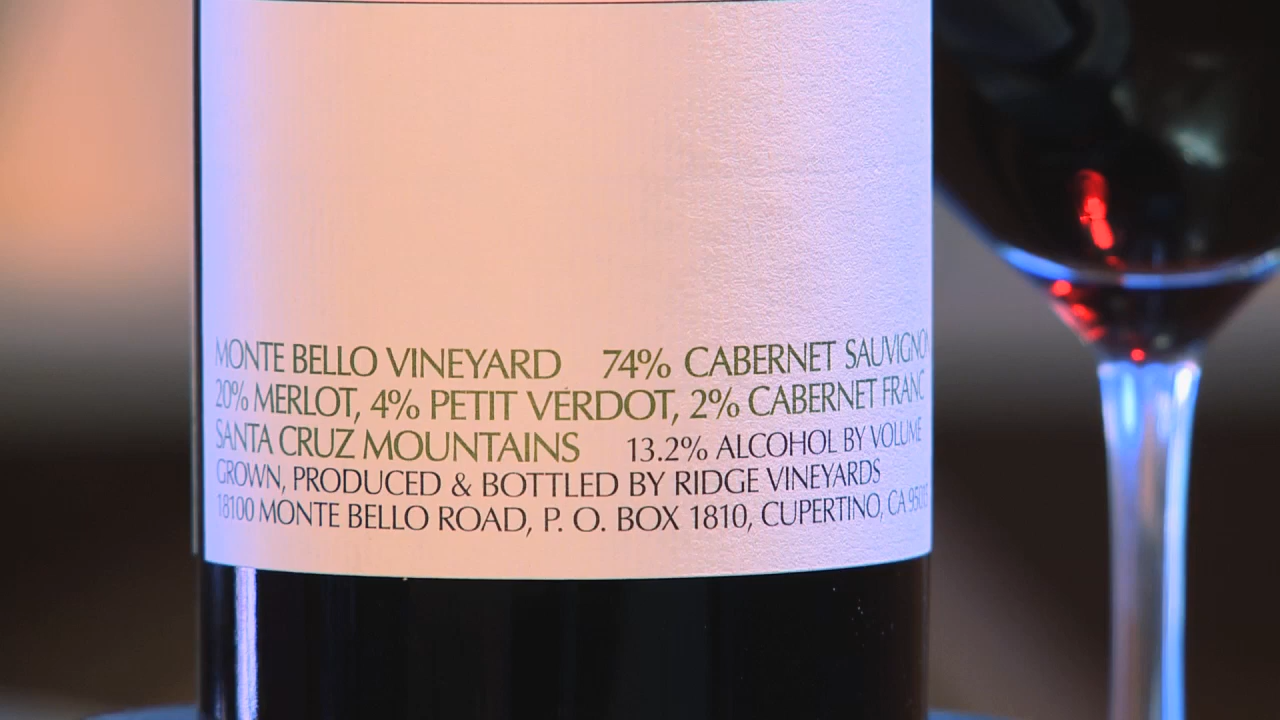 MONTE BELLO VINEYARD 74% CABERNET SAUVIGNON
20% MERLOT, 4% PETIT VERDOT, 2% CABERNET FRANC
SANTA CRUZ MOUNTAINS 13.2% ALCOHOL BY VOLUME
GROWN, PRODUCED & BOTTLED BY RIDGE VINEYARDS
18100 MONTE BELLO ROAD, P. O. BOX 1810, CUPERTINO, CA